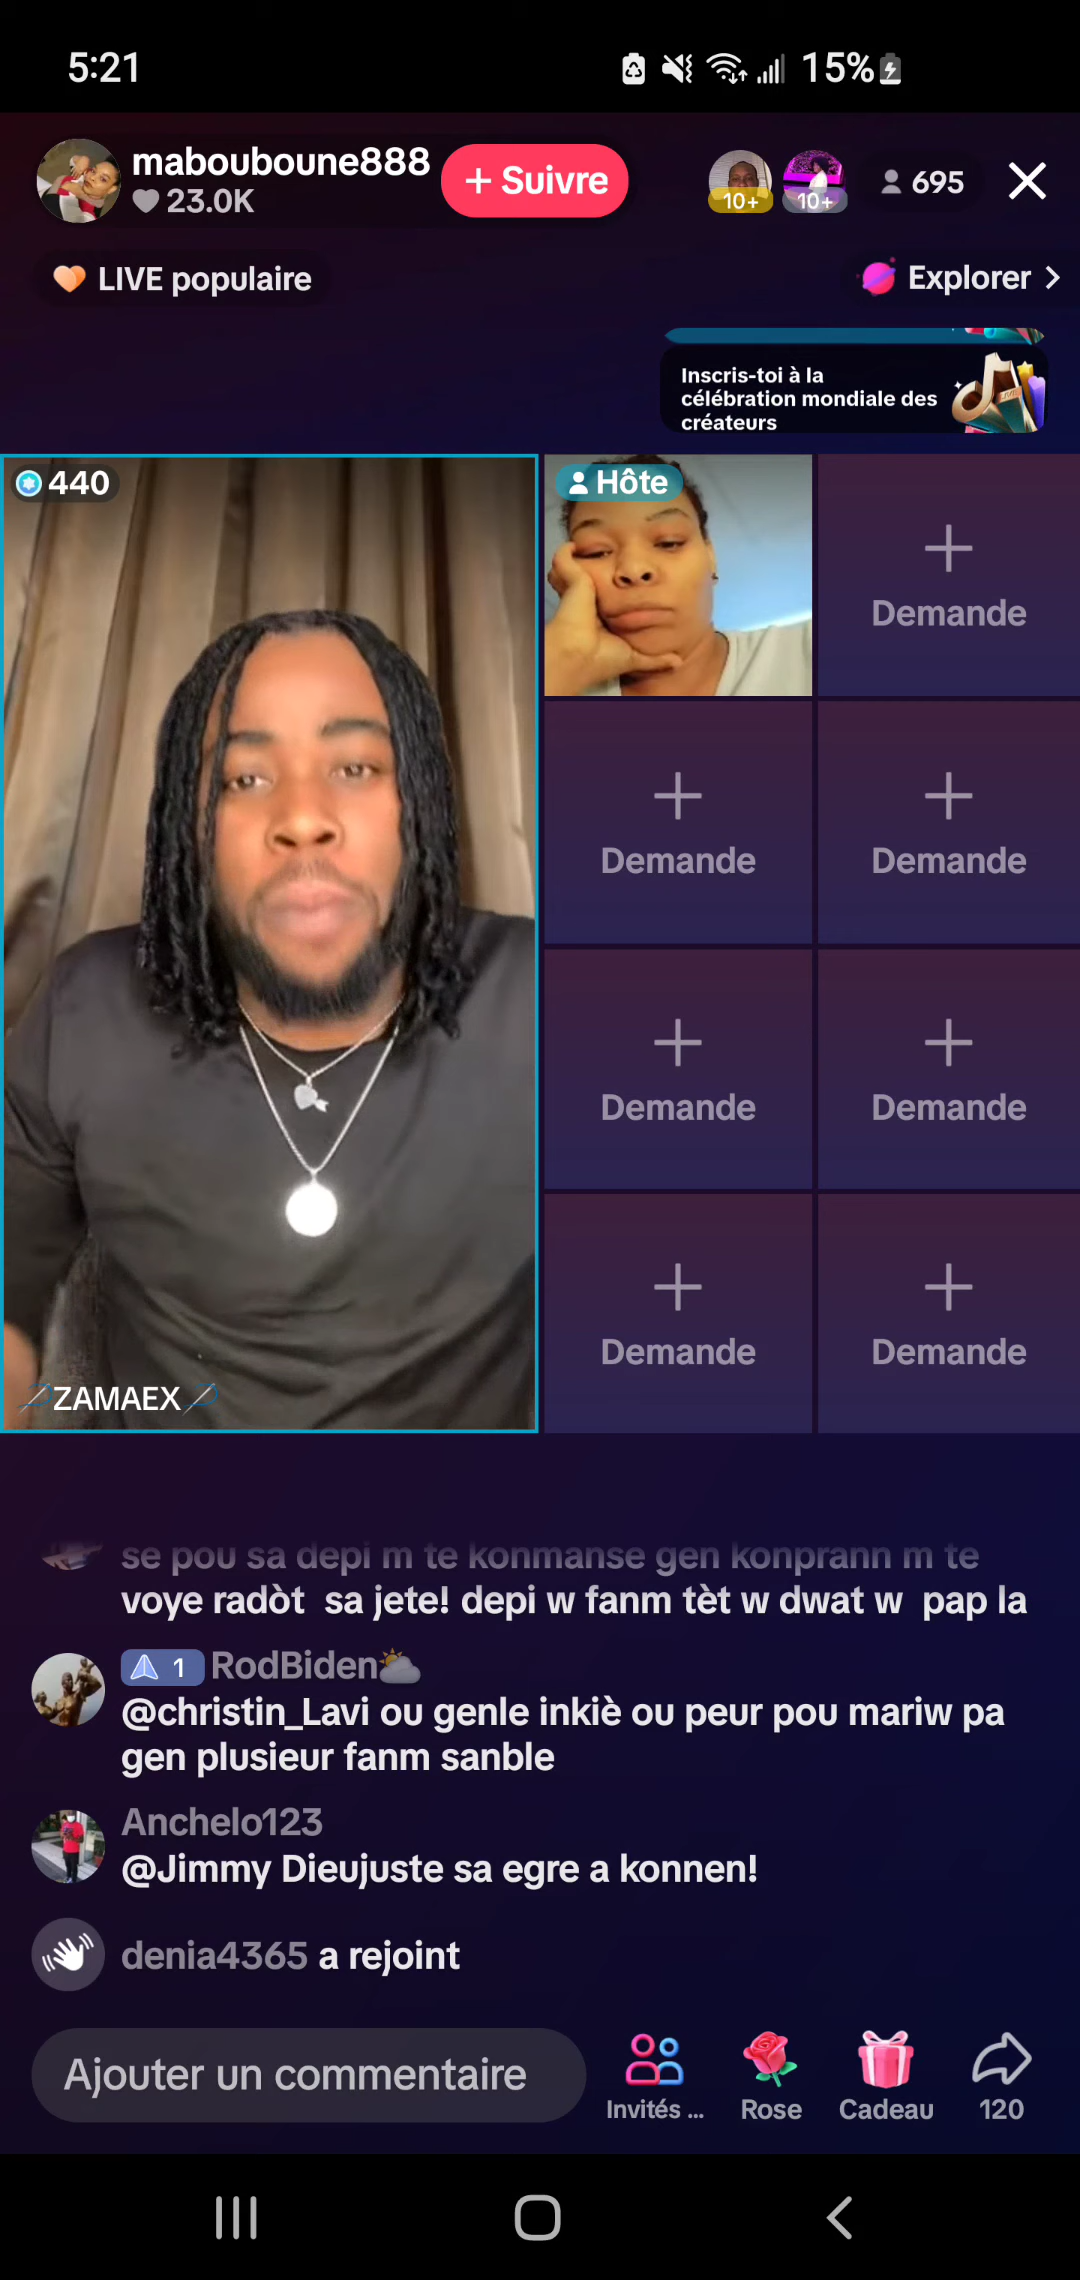 5:21
15%
mabouboune888
+ Suivre
23.0K
10+
10+
695
LIVE populaire
Explorer
Inscris-toi à la
célébration mondiale des
créateurs
440
Hôte
Demande
Demande
Demande
Demande
Demande
Demande
Demande
ZAMAEX
se pou sa depi m te konmanse gen konprann m te
voye radòt sa jete! depi w fanm tèt w dwat w pap la
1 RodBiden
@christin_Lavi ou genle inkiè ou peur pou mariw pa
gen plusieur fanm sanble
Anchelo123
@Jimmy Dieujuste sa egre a konnen!
denia4365 a rejoint
Ajouter un commentaire
Invités ...
Rose
Cadeau
120